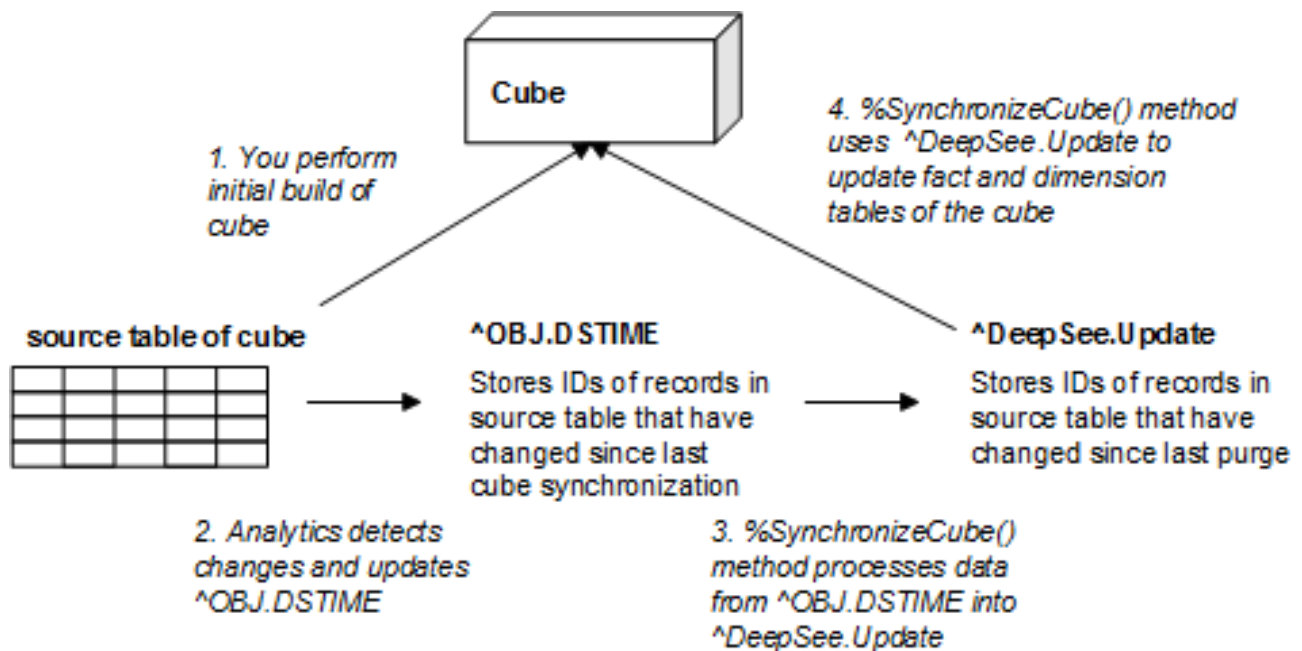 Cube
1. You perform
initial build of
cube
4. %SynchronizeCube() method
uses ^DeepSee.Update to
update fact and dimension
tables of the cube
source table of cube
^OBJ.DSTIME
Stores IDs of records in
source table that have
changed since last
cube synchronization
^DeepSee.Update
Stores IDs of records in
source table that have
changed since last purge
2. Analytics detects
changes and updates
^OBJ.DSTIME
3. %SynchronizeCube()
method processes data
from ^OBJ.DSTIME into
^DeepSee.Update